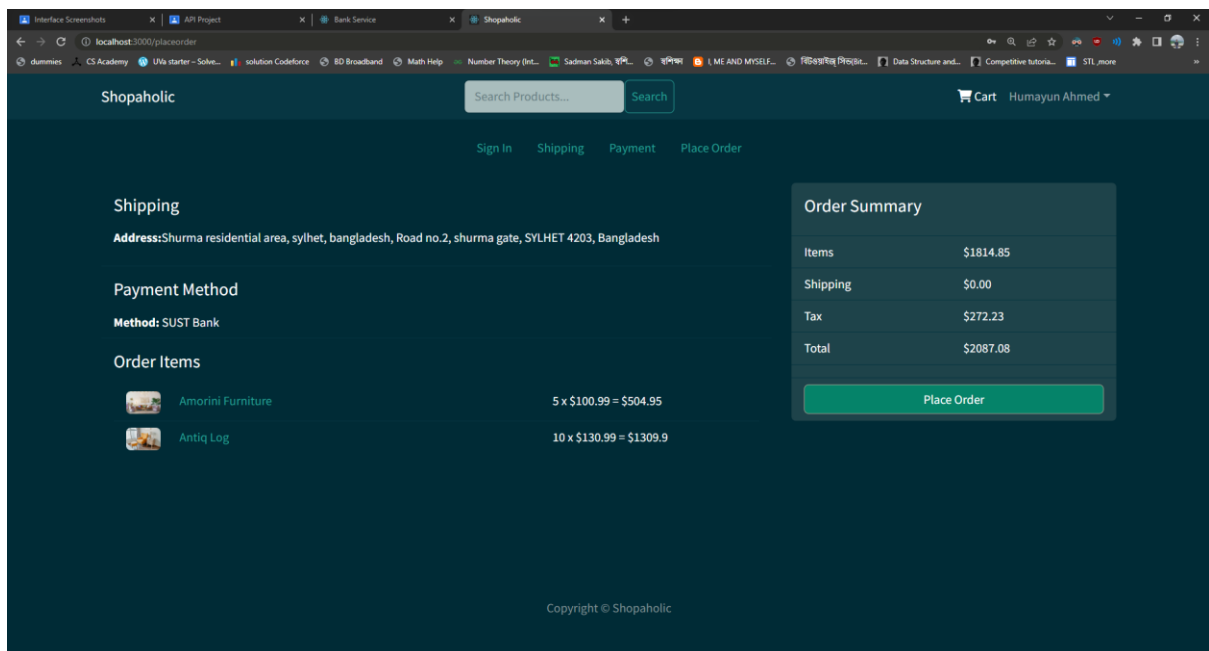 Interface Screenshots
API Project
Bank Service
Shopaholic
localhost:3000/placeorder
dummies CS Academy UVa starter – Solve... solution Codeforce BD Broadband Math Help Number Theory (Int... Sadman Sakib, I, ME AND MYSELF... Data Structure and... Competitive tutoria... STL ,more »
Shopaholic Search Products... Search Cart Humayun Ahmed
Sign In Shipping Payment Place Order
Shipping
Address:Shurma residential area, sylhet, bangladesh, Road no.2, shurma gate, SYLHET 4203, Bangladesh
Payment Method
Method: SUST Bank
Order Items
Amorini Furniture 5 x $100.99 = $504.95
Antiq Log 10 x $130.99 = $1309.9
Order Summary
Items $1814.85
Shipping $0.00
Tax $272.23
Total $2087.08
Place Order
Copyright © Shopaholic